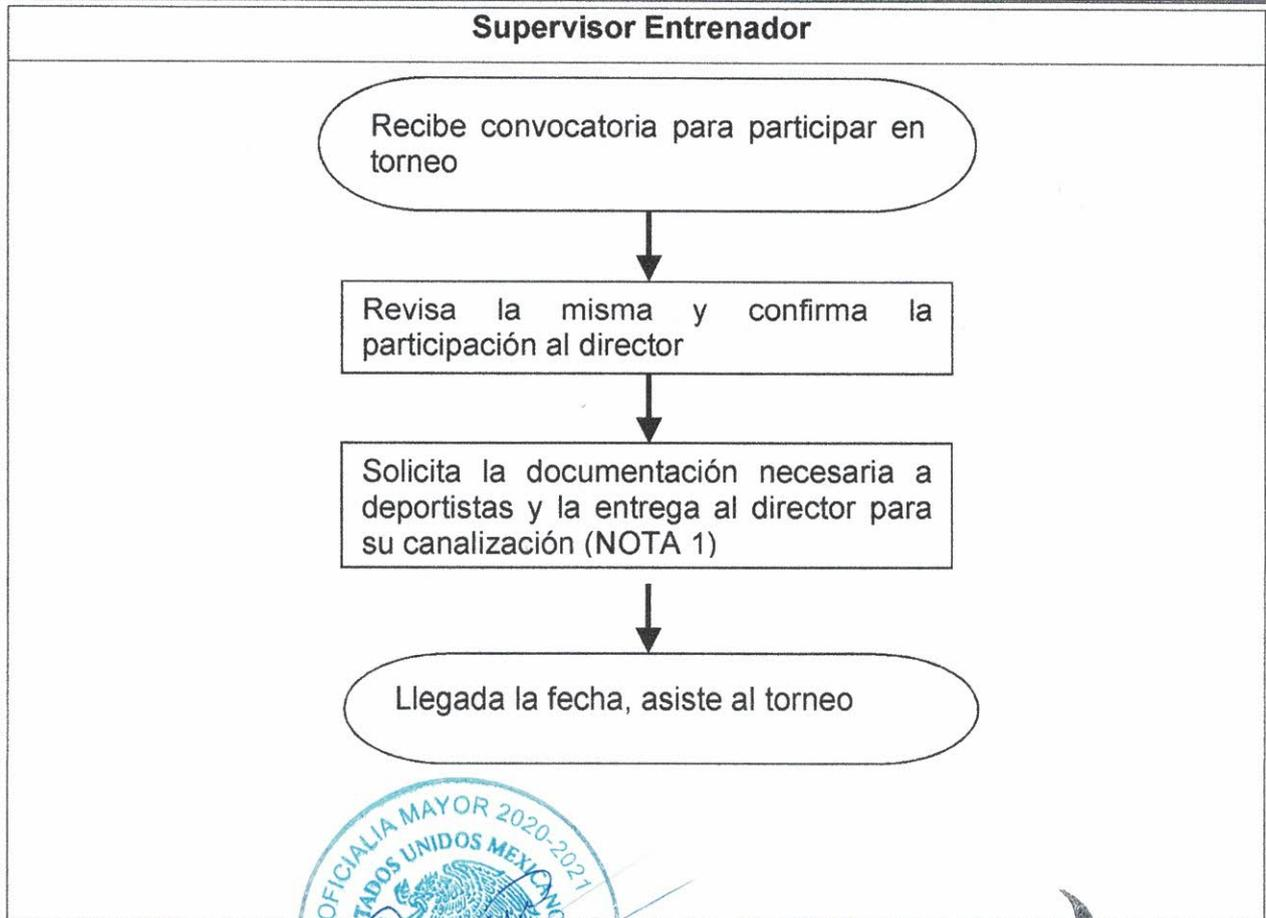 Supervisor Entrenador
Recibe convocatoria para participar en
torneo
Revisa la misma y confirma la
participación al director
Solicita la documentación necesaria a
deportistas y la entrega al director para
su canalización (NOTA 1)
Llegada la fecha, asiste al torneo
OFICIALIA MAYOR 2020-2021
UNIDOS